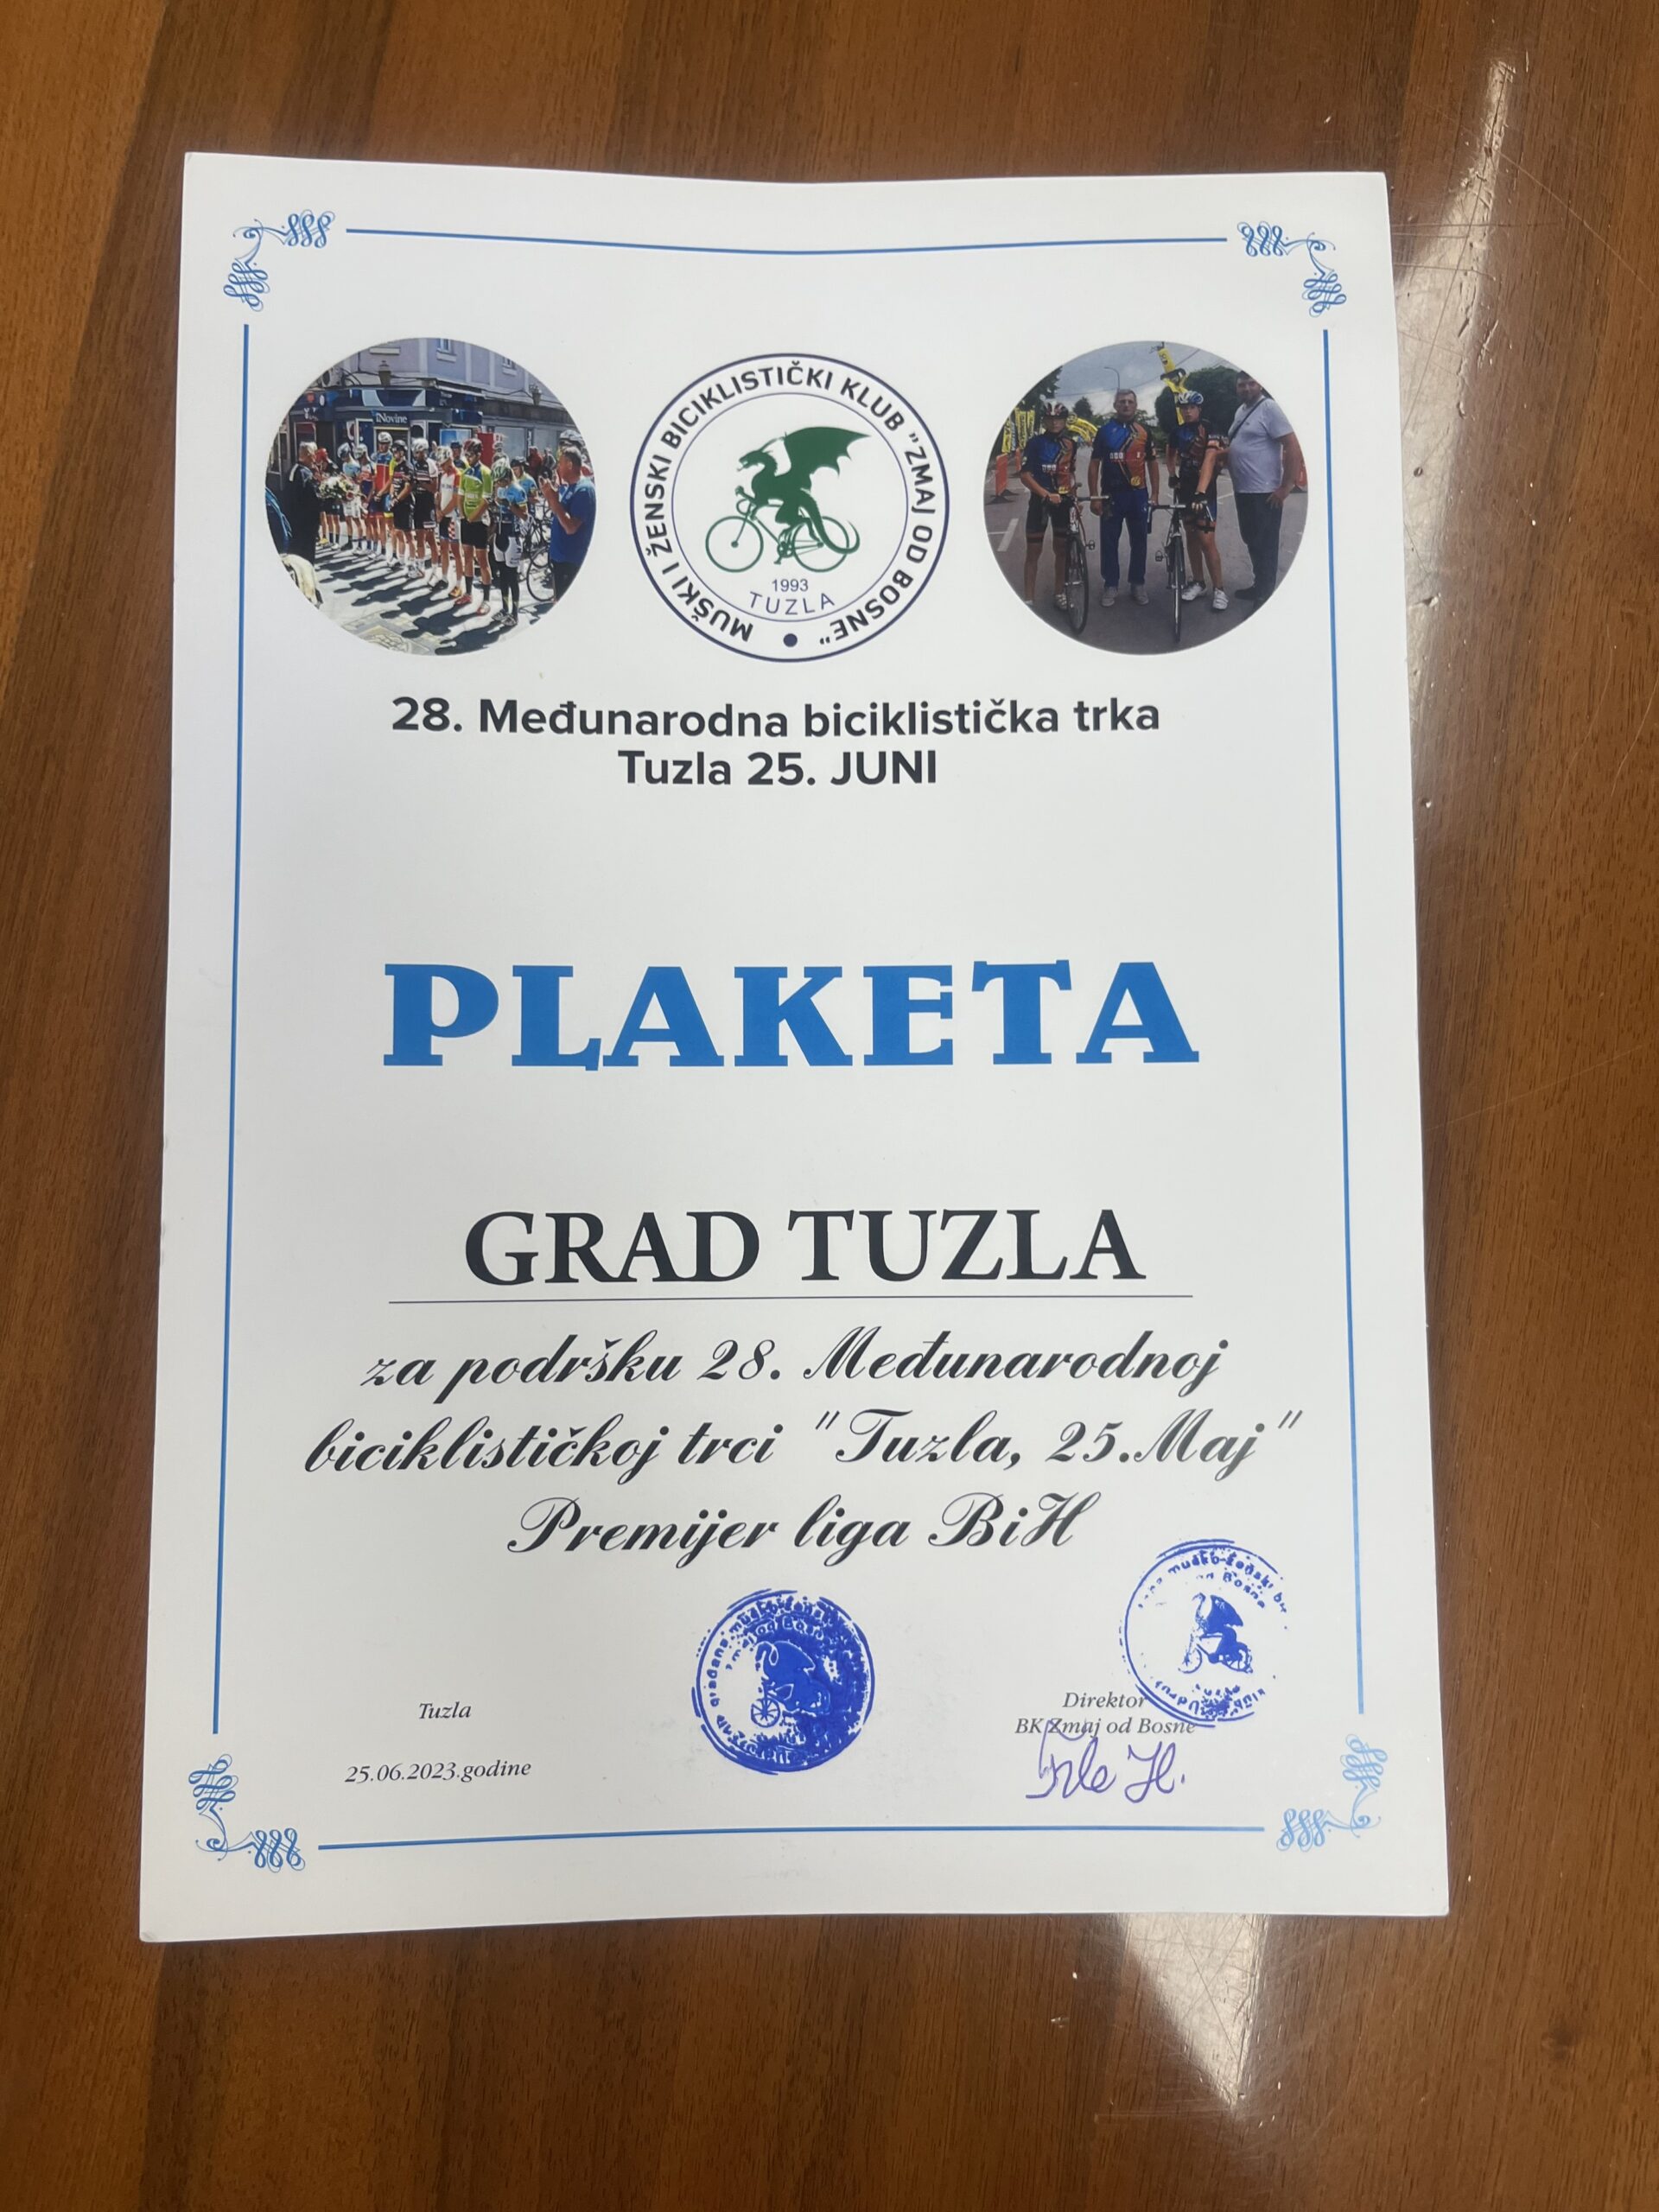 MUŠKI I ŽENSKI BICIKLISTIČKI KLUB "ZMAJ OD BOSNE"
1993
TUZLA
Novine
28. Međunarodna biciklistička trka
Tuzla 25. JUNI
PLAKETA
GRAD TUZLA
za podršku 28. Međunarodnoj
biciklističkoj trci "Tuzla, 25.Maj"
Premijer liga BiH
Tuzla
25.06.2023.godine
Direktor
BK Zmaj od Bosne